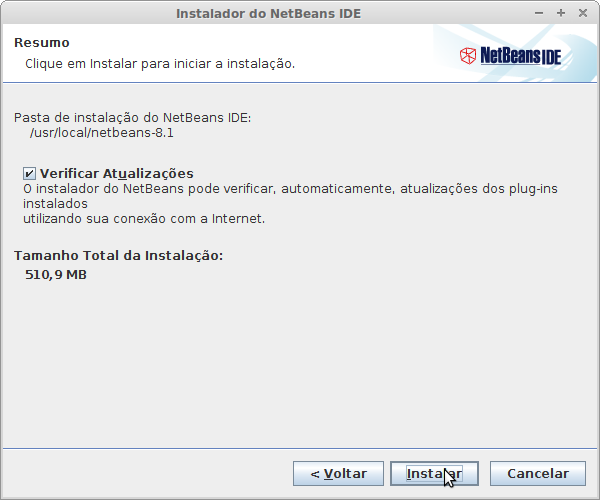 Instalador do NetBeans IDE
Resumo
Clique em Instalar para iniciar a instalação.
NetBeans IDE
Pasta de instalação do NetBeans IDE:
/usr/local/netbeans-8.1
Verificar Atualizações
O instalador do NetBeans pode verificar, automaticamente, atualizações dos plug-ins
instalados
utilizando sua conexão com a Internet.
Tamanho Total da Instalação:
510,9 MB
< Voltar
Instalar
Cancelar